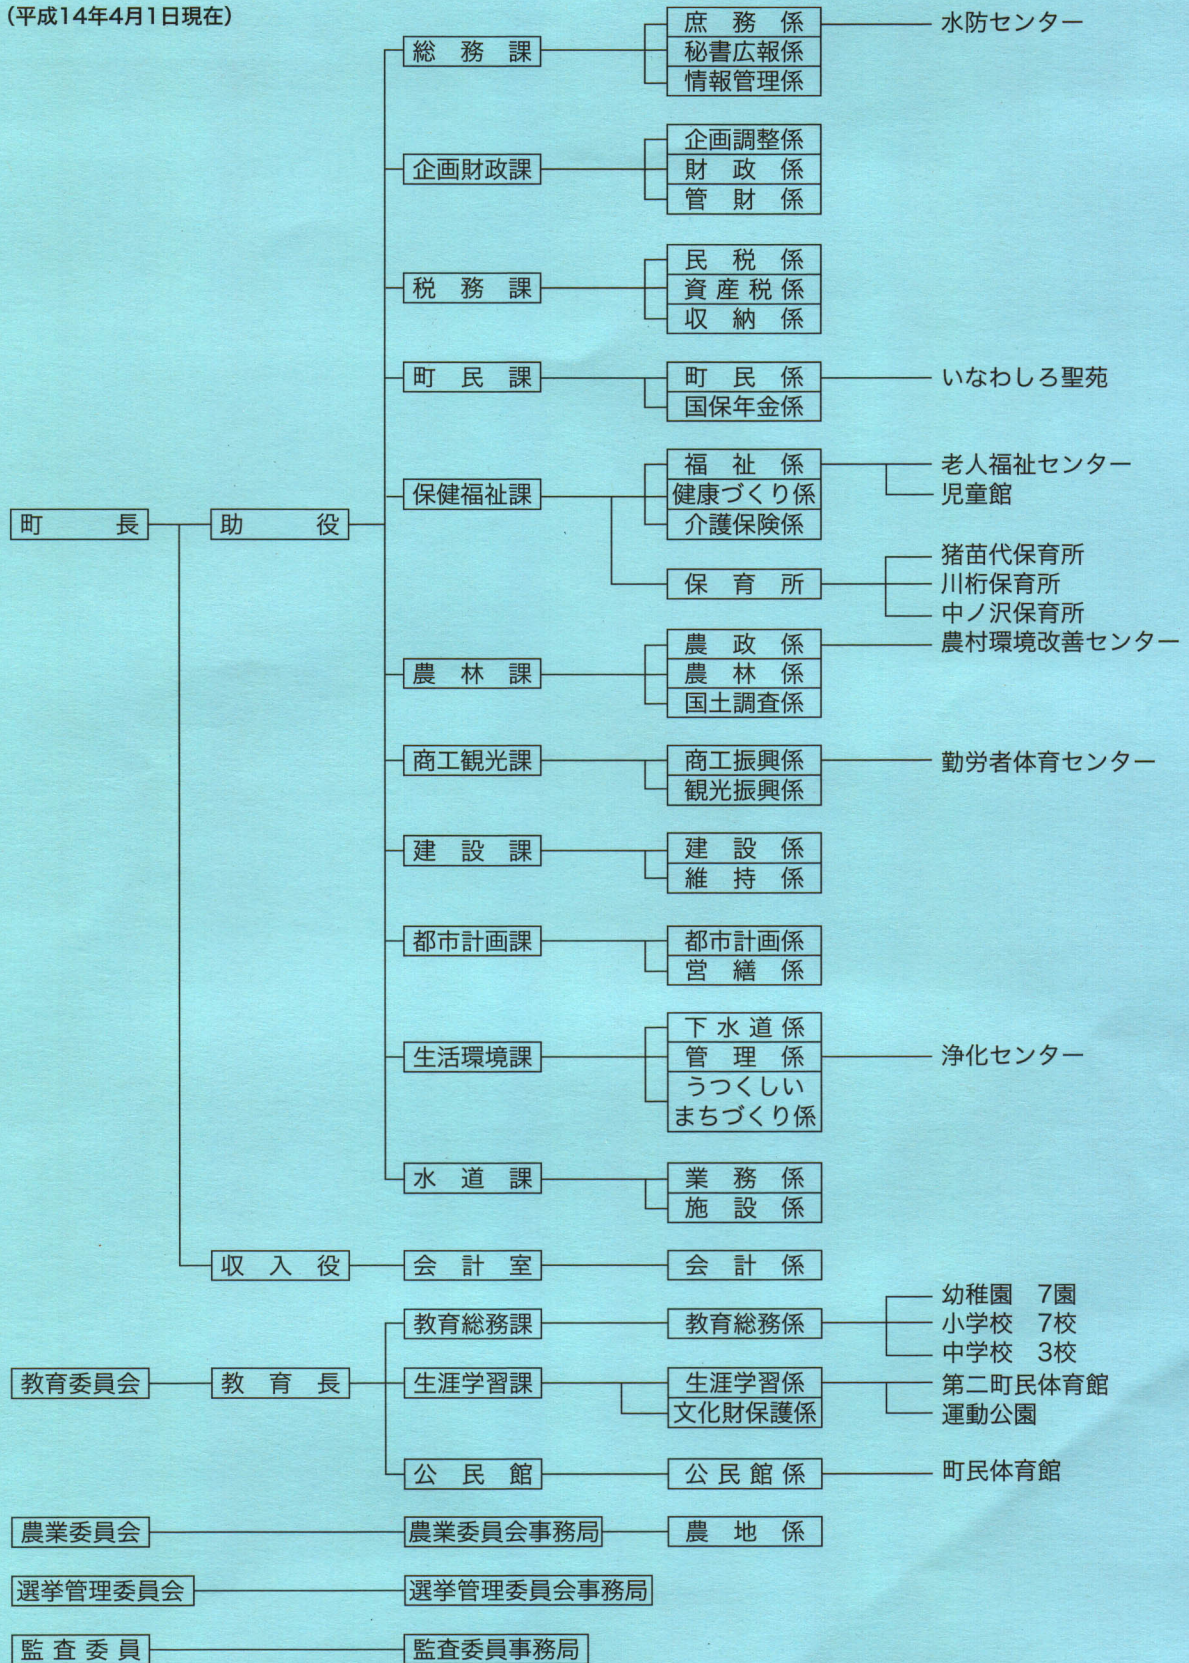 (平成14年4月1日現在)
総務課
庶務係
水防センター
秘書広報係
情報管理係
企画財政課
企画調整係
財政係
管財係
税務課
民税係
資産税係
収納係
町民課
町民係
いなわしろ聖苑
国保年金係
保健福祉課
福祉係
老人福祉センター
児童館
健康づくり係
介護保険係
町長
助役
保育所
猪苗代保育所
川桁保育所
中ノ沢保育所
農林課
農政係
農村環境改善センター
農林係
国土調査係
商工観光課
商工振興係
勤労者体育センター
観光振興係
建設課
建設係
維持係
都市計画課
都市計画係
営繕係
生活環境課
下水道係
管理係
浄化センター
うつくしい
まちづくり係
水道課
業務係
施設係
収入役
会計室
会計係
教育総務課
教育総務係
幼稚園 7園
小学校 7校
中学校 3校
教育委員会
教育長
生涯学習課
生涯学習係
第二町民体育館
運動公園
文化財保護係
公民館
公民館係
町民体育館
農業委員会
農業委員会事務局
農地係
選挙管理委員会
選挙管理委員会事務局
監査委員
監査委員事務局